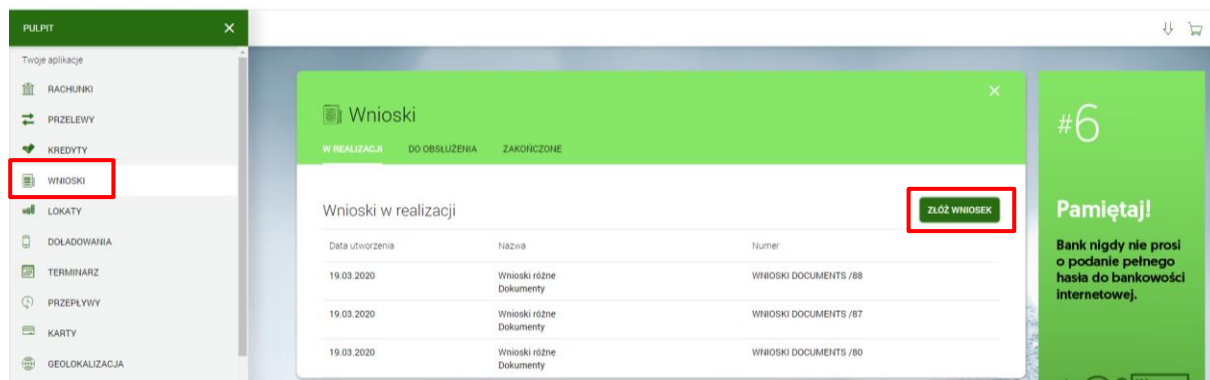 PULPIT
Twoje aplikacje
RACHUNKI
PRZELEWY
KREDYTY
WNIOSKI
LOKATY
DOŁADOWANIA
TERMINARZ
PRZEPŁYWY
KARTY
GEOLOKALIZACJA
Wnioski
W REALIZACJI DO OBSŁUŻENIA ZAKOŃCZONE
Wnioski w realizacji ZŁÓŻ WNIOSEK
Data utworzenia Nazwa Numer
19.03.2020 Wnioski różne WNIOSKI DOCUMENTS /88
Dokumenty
19.03.2020 Wnioski różne WNIOSKI DOCUMENTS /87
Dokumenty
19.03.2020 Wnioski różne WNIOSKI DOCUMENTS /80
Dokumenty
#6
Pamiętaj!
Bank nigdy nie prosi
o podanie pełnego
hasła do bankowości
internetowej.